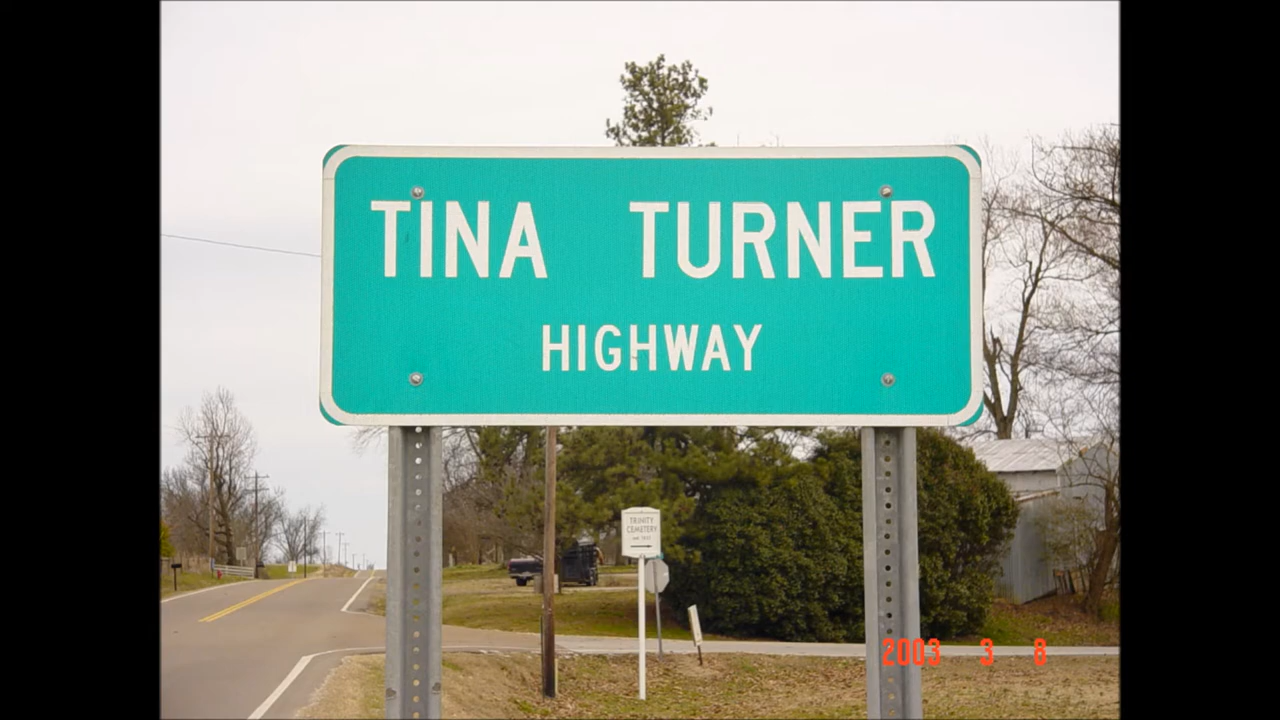 TINA TURNER
HIGHWAY
TRINITY
CEMETERY
2003 3 8